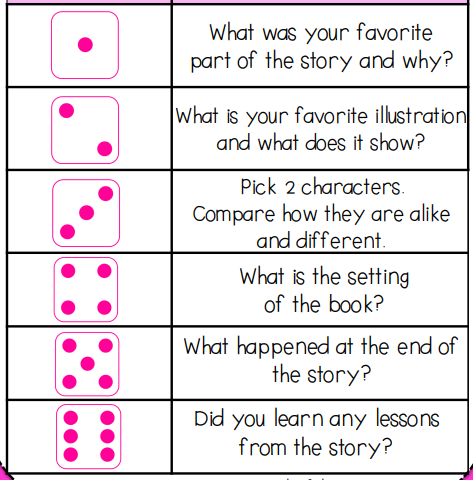 What was your favorite
part of the story and why?
What is your favorite illustration
and what does it show?
Pick 2 characters.
Compare how they are alike
and different.
What is the setting
of the book?
What happened at the end of
the story?
Did you learn any lessons
from the story?